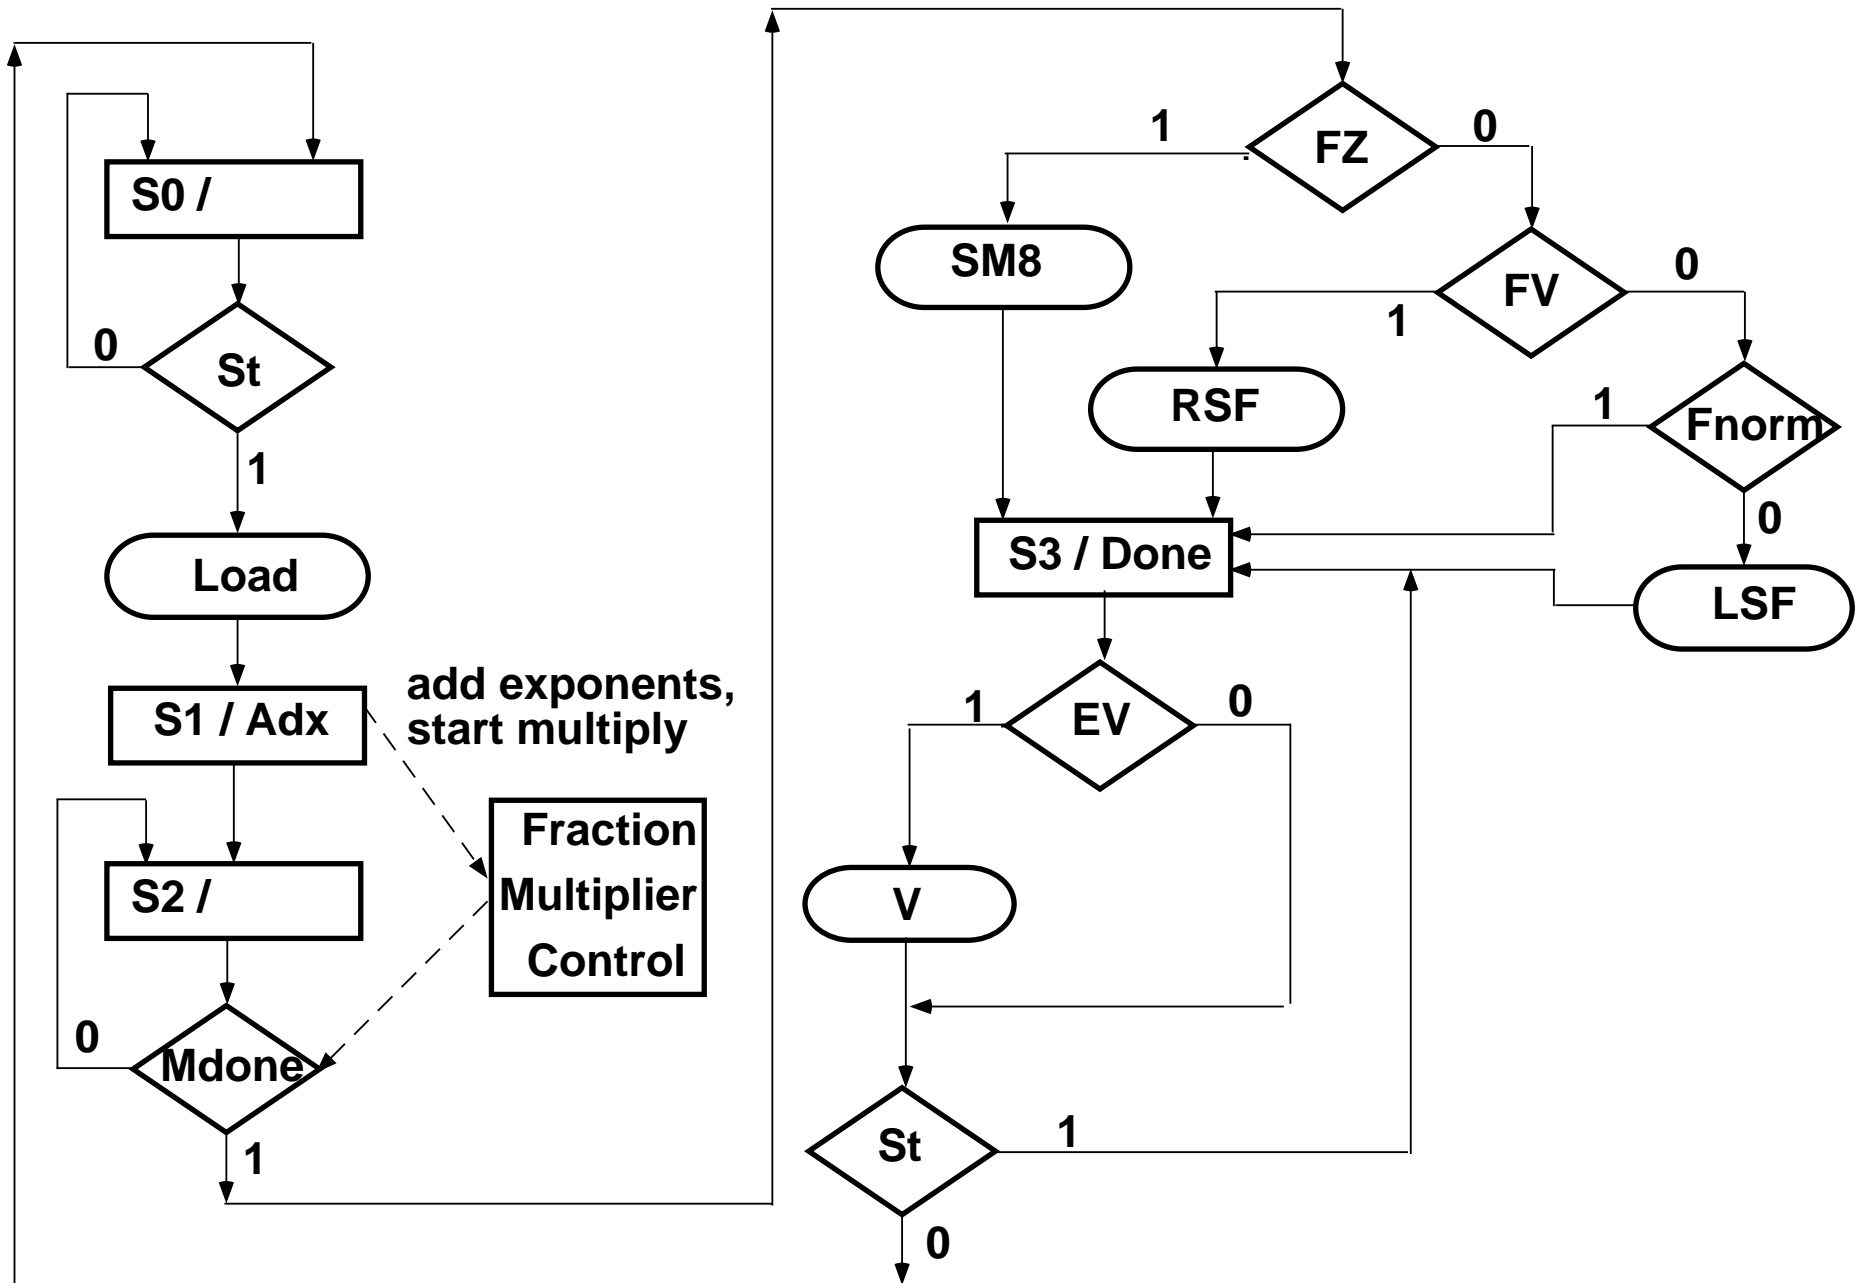 S0 /
0
St
1
Load
S1 / Adx
add exponents,
start multiply
S2 /
Fraction
Multiplier
Control
0
Mdone
1
1
FZ
0
SM8
FV
0
1
RSF
1
Fnorm
0
S3 / Done
LSF
1
EV
0
V
St
1
0